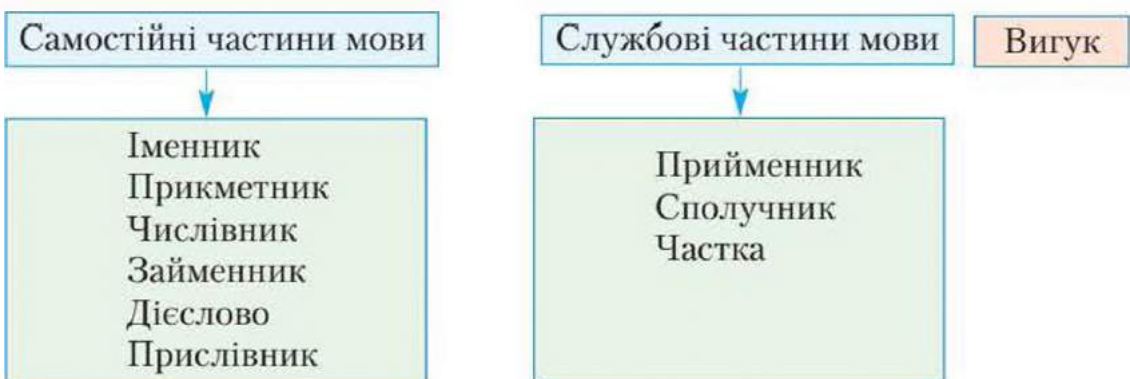 Самостійні частини мови
Іменник
Прикметник
Числівник
Займенник
Дієслово
Прислівник
Службові частини мови
Прийменник
Сполучник
Частка
Вигук